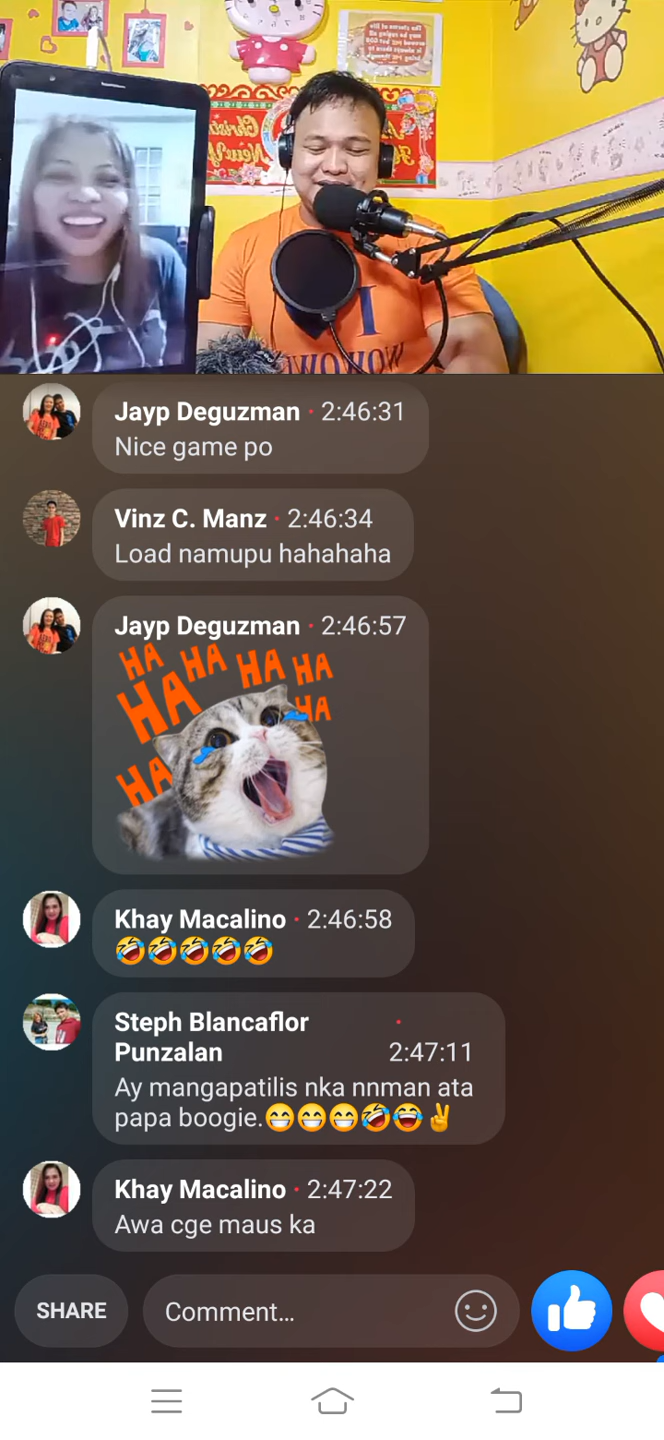 I
WOWOWIN
Jayp Deguzman · 2:46:31
Nice game po
Vinz C. Manz · 2:46:34
Load namupu hahahaha
Jayp Deguzman · 2:46:57
HA HA HA HA
HA HA
HA
Khay Macalino · 2:46:58
🤣🤣🤣🤣🤣
Steph Blancaflor ·
Punzalan 2:47:11
Ay mangapatilis nka nnman ata
papa boogie.😁😁😁🤣😂✌
Khay Macalino · 2:47:22
Awa cge maus ka
SHARE Comment...